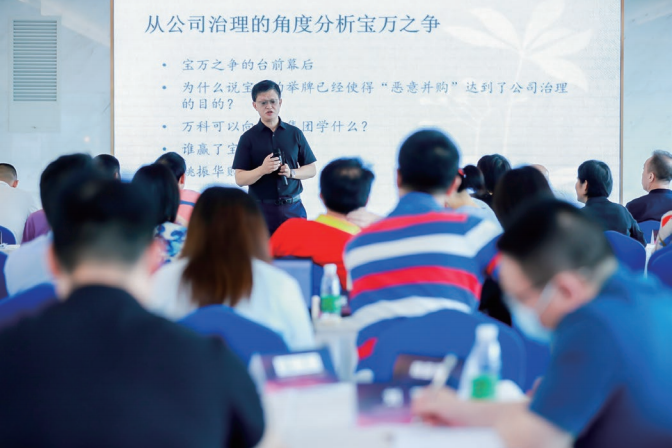 从公司治理的角度分析宝万之争
宝万之争的台前幕后
为什么说宝 的举牌已经使得“恶意并购”达到了公司治理
的目的？
万科可以向 集团学什么？
谁赢了宝
姚振华